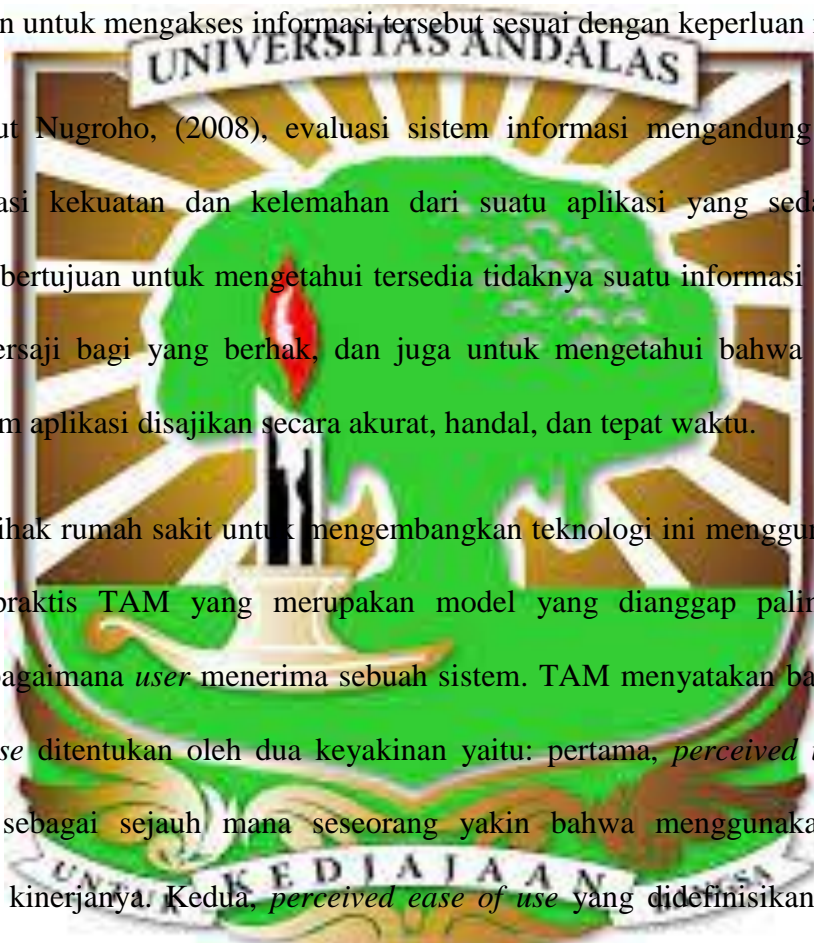 n untuk mengakses informasi tersebut sesuai dengan keperluan
UNIVERSITAS ANDALAS
ut Nugroho, (2008), evaluasi sistem informasi mengandung
asi kekuatan dan kelemahan dari suatu aplikasi yang seda
bertujuan untuk mengetahui tersedia tidaknya suatu informasi
ersaji bagi yang berhak, dan juga untuk mengetahui bahwa
m aplikasi disajikan secara akurat, handal, dan tepat waktu.
ihak rumah sakit untuk mengembangkan teknologi ini menggun
praktis TAM yang merupakan model yang dianggap palin
bagaimana user menerima sebuah sistem. TAM menyatakan ba
se ditentukan oleh dua keyakinan yaitu: pertama, perceived u
sebagai sejauh mana seseorang yakin bahwa menggunaka
UNTUK KEDJAJAAN BANGSA
kinerjanya. Kedua, perceived ease of use yang didefinisikan